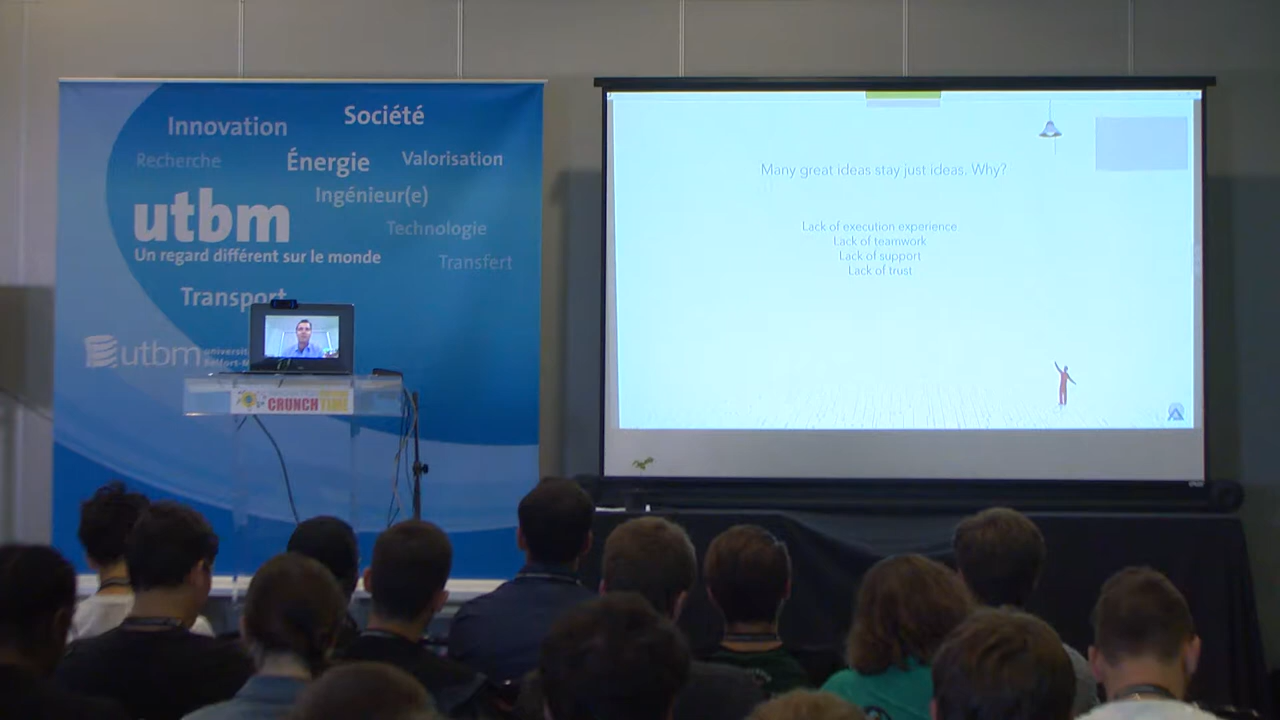 Innovation
Société
Recherche
Énergie
Valorisation
Ingénieur(e)
utbm
Technologie
Un regard différent sur le monde
Transfert
Transport
utbm
CRUNCH TIME
Many great ideas stay just ideas. Why?
Lack of execution experience
Lack of teamwork
Lack of support
Lack of trust